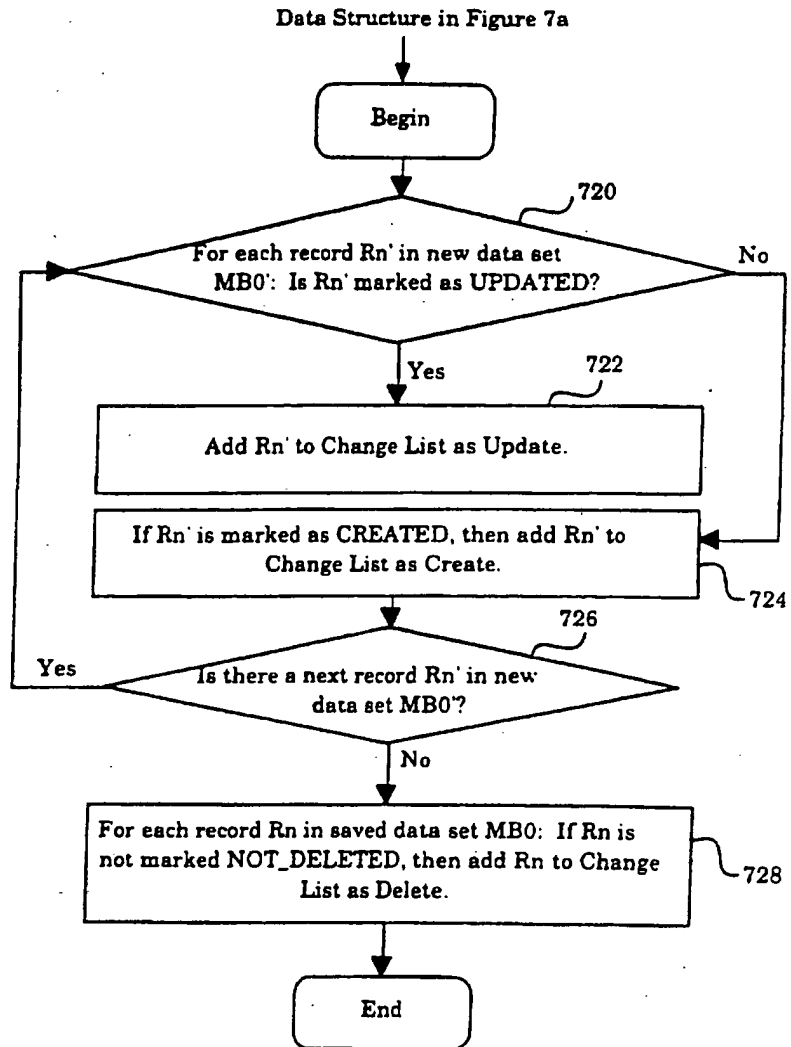 Data Structure in Figure 7a
Begin
720
For each record Rn' in new data set
MB0': Is Rn' marked as UPDATED?
No
Yes
722
Add Rn' to Change List as Update.
If Rn' is marked as CREATED, then add Rn' to
Change List as Create.
724
726
Yes
Is there a next record Rn' in new
data set MB0'?
No
For each record Rn in saved data set MB0: If Rn is
not marked NOT_DELETED, then add Rn to Change
List as Delete.
728
End